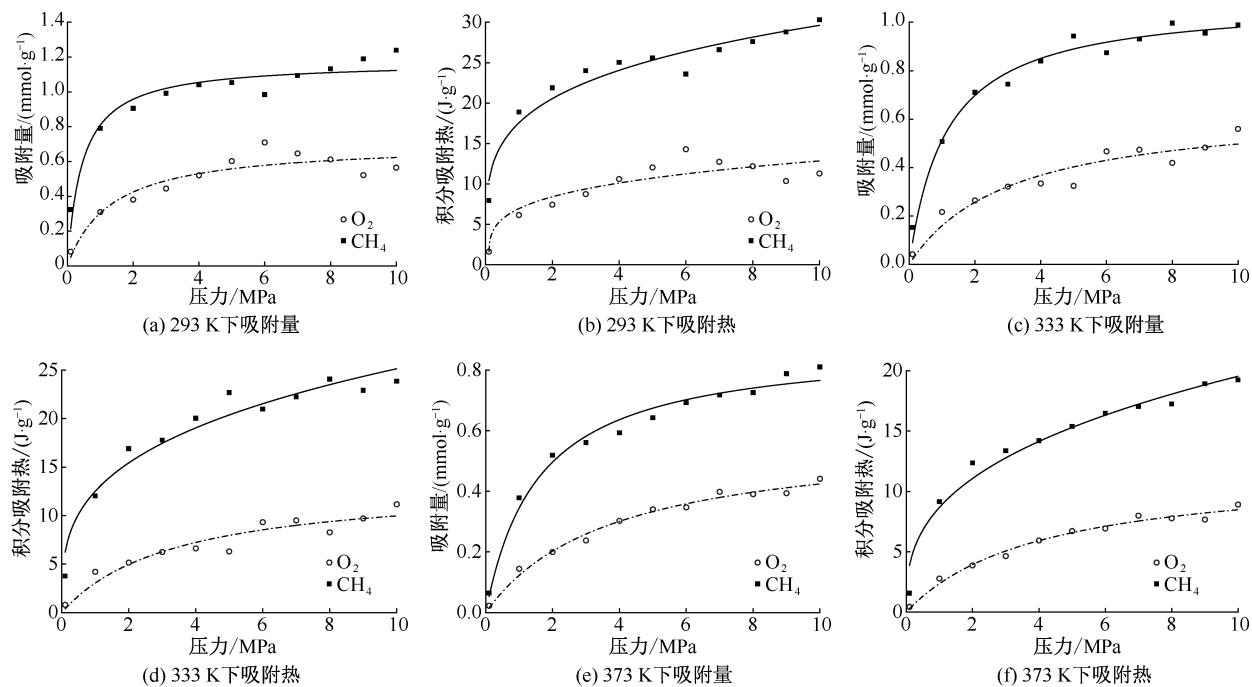 吸附量/(mmol·g⁻¹)
1.4
1.2
1.0
0.8
0.6
0.4
0.2
0
0 2 4 6 8 10
压力/MPa
O₂
CH₄
(a) 293 K下吸附量
积分吸附热/(J·g⁻¹)
30
25
20
15
10
5
0
0 2 4 6 8 10
压力/MPa
O₂
CH₄
(b) 293 K下吸附热
吸附量/(mmol·g⁻¹)
1.0
0.8
0.6
0.4
0.2
0.0
0 2 4 6 8 10
压力/MPa
O₂
CH₄
(c) 333 K下吸附量
积分吸附热/(J·g⁻¹)
25
20
15
10
5
0
0 2 4 6 8 10
压力/MPa
O₂
CH₄
(d) 333 K下吸附热
吸附量/(mmol·g⁻¹)
0.8
0.6
0.4
0.2
0.0
0 2 4 6 8 10
压力/MPa
O₂
CH₄
(e) 373 K下吸附量
积分吸附热/(J·g⁻¹)
20
15
10
5
0
0 2 4 6 8 10
压力/MPa
O₂
CH₄
(f) 373 K下吸附热